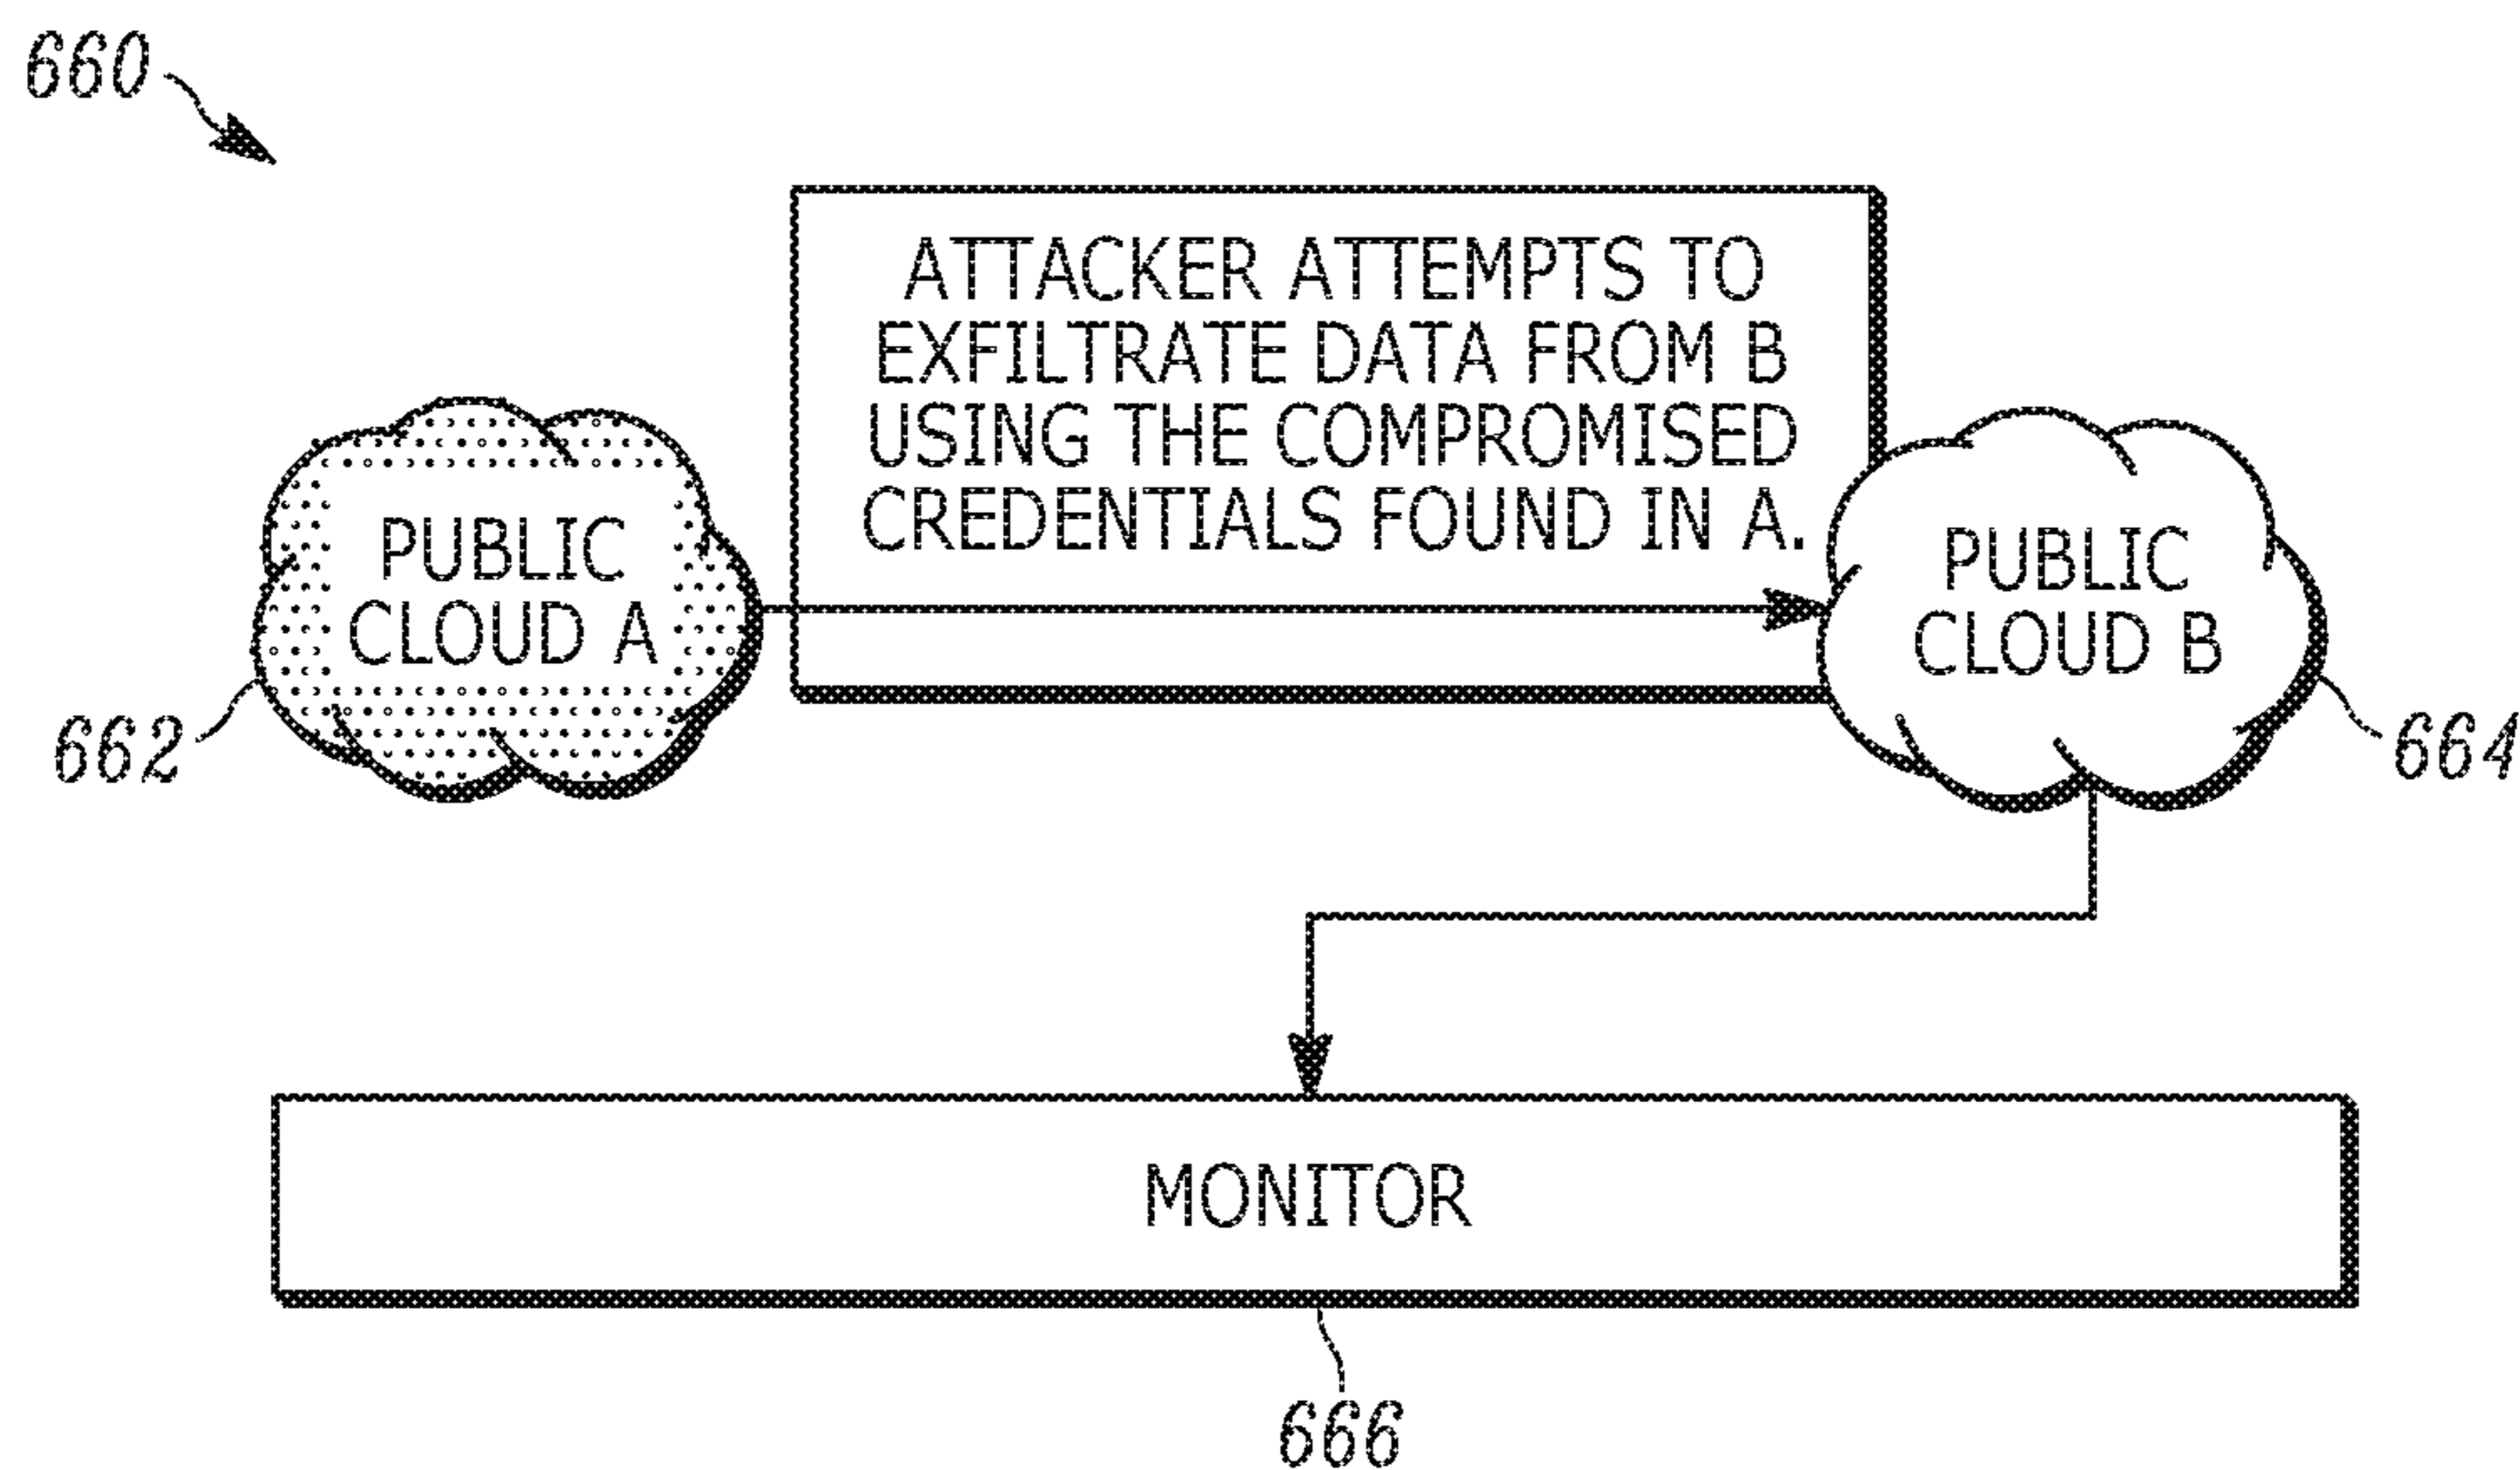 660
ATTACKER ATTEMPTS TO
EXFILTRATE DATA FROM B
USING THE COMPROMISED
CREDENTIALS FOUND IN A.
PUBLIC
CLOUD A
PUBLIC
CLOUD B
662
664
MONITOR
666